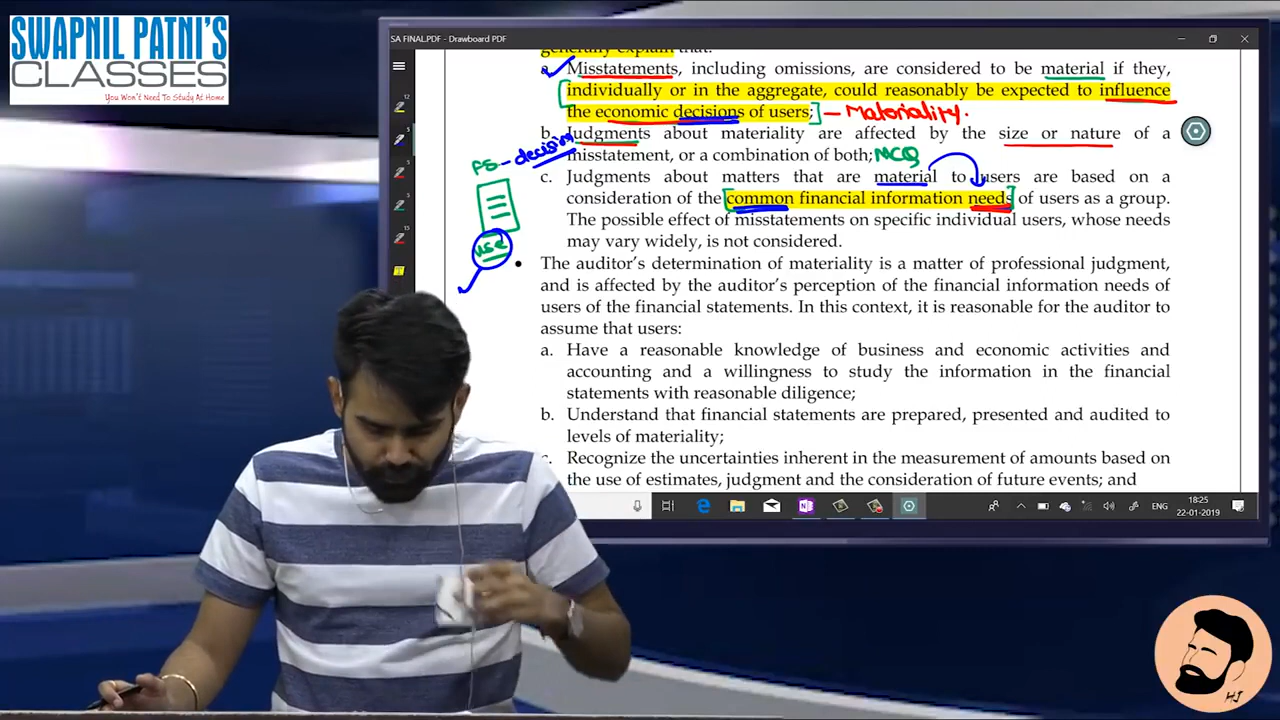 SWAPNIL PATNI'S
CLASSES
You Won't Need To Study At Home
SA FINAL.PDF - Drawboard PDF
generally explain that:
a. Misstatements, including omissions, are considered to be material if they,
individually or in the aggregate, could reasonably be expected to influence
the economic decisions of users; – Materiality.
b. Judgments about materiality are affected by the size or nature of a
misstatement, or a combination of both; MCQ
FS - decision
c. Judgments about matters that are material to users are based on a
consideration of the common financial information needs of users as a group.
The possible effect of misstatements on specific individual users, whose needs
may vary widely, is not considered.
use
• The auditor's determination of materiality is a matter of professional judgment,
and is affected by the auditor's perception of the financial information needs of
users of the financial statements. In this context, it is reasonable for the auditor to
assume that users:
a. Have a reasonable knowledge of business and economic activities and
accounting and a willingness to study the information in the financial
statements with reasonable diligence;
b. Understand that financial statements are prepared, presented and audited to
levels of materiality;
c. Recognize the uncertainties inherent in the measurement of amounts based on
the use of estimates, judgment and the consideration of future events; and
ENG
18:25
22-01-2019